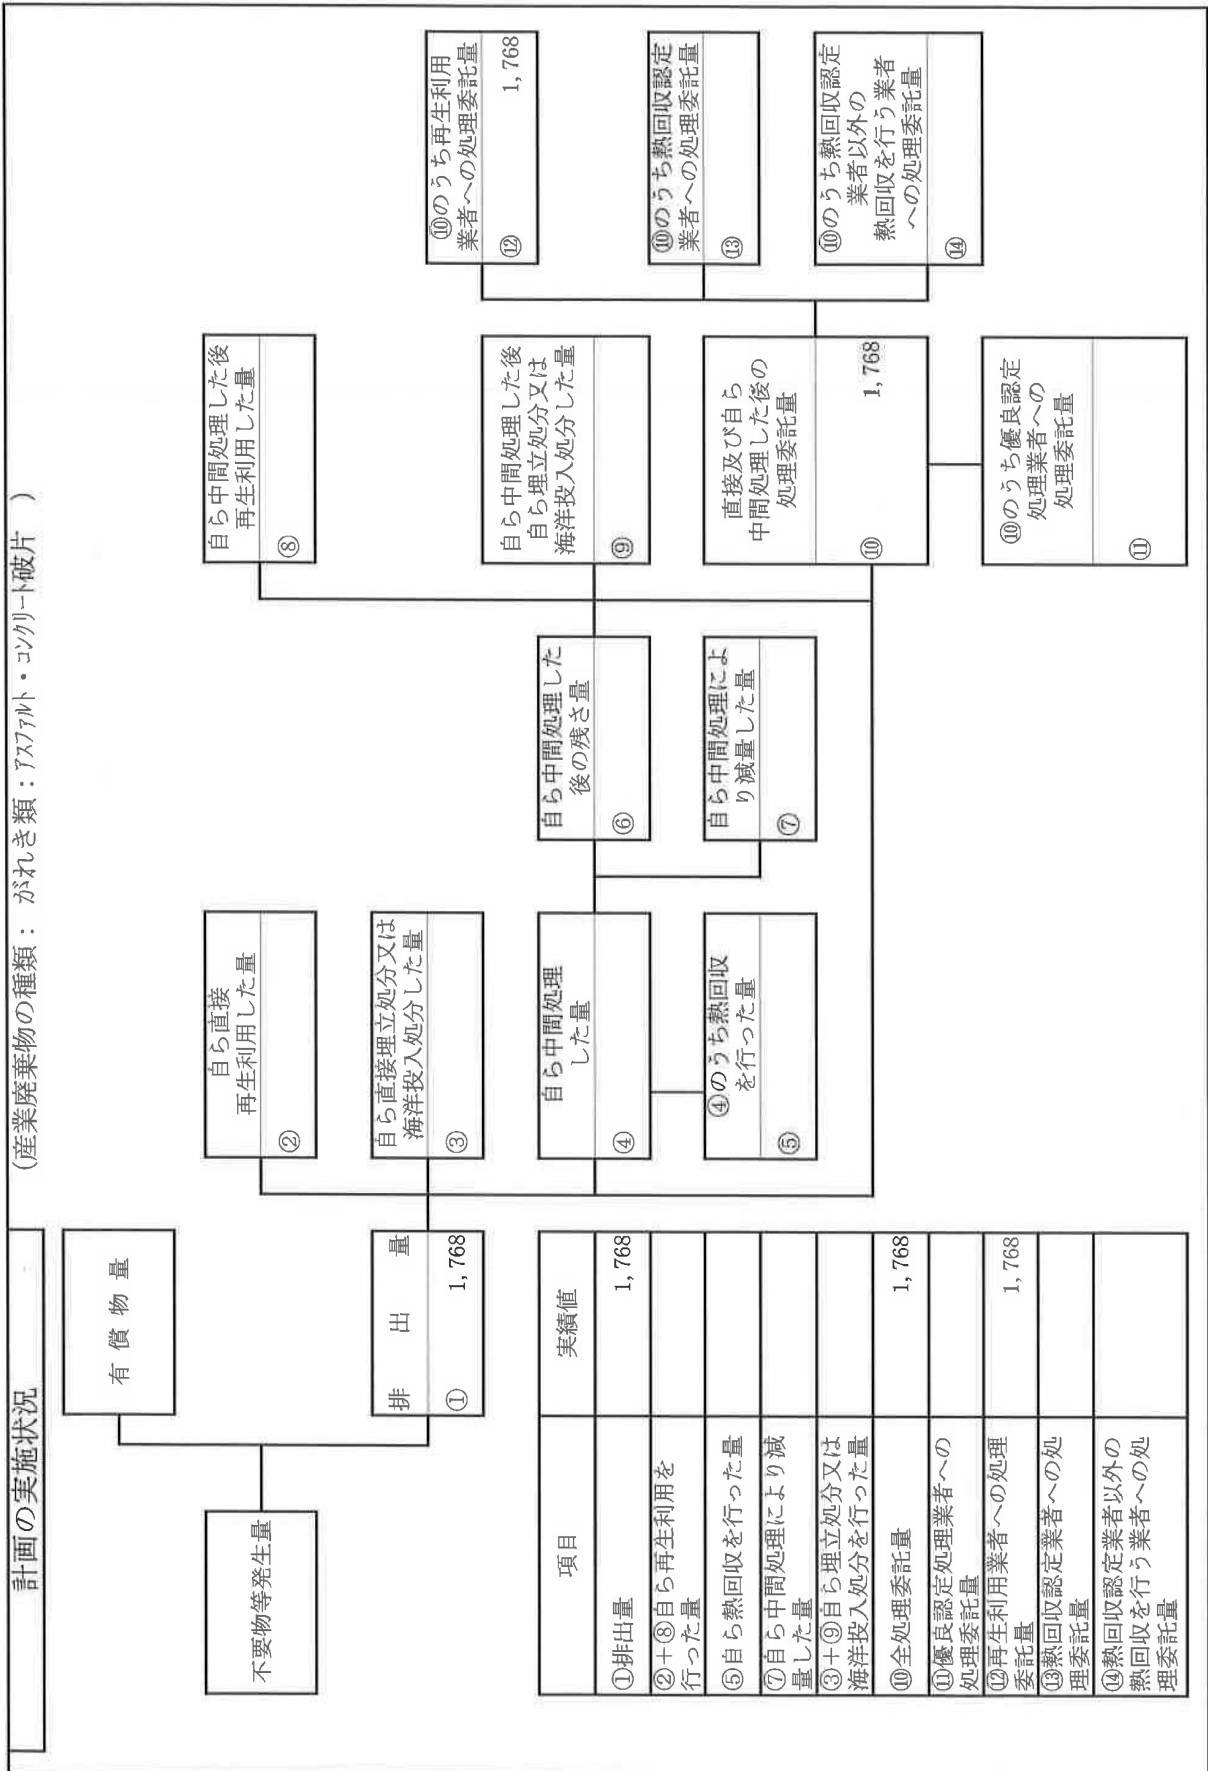 計画の実施状況
(産業廃棄物の種類： がれき類：アスファルト・コンクリート破片 )
有償物量
不要物等発生量
排出量
① 1,768
自ら直接
再生利用した量
②
自ら直接埋立処分又は
海洋投入処分した量
③
自ら中間処理
した量
④
④のうち熱回収
を行った量
⑤
自ら中間処理した
後の残さ量
⑥
自ら中間処理によ
り減量した量
⑦
自ら中間処理した後
再生利用した量
⑧
自ら中間処理した後
自ら埋立処分又は
海洋投入処分した量
⑨
直接及び自ら
中間処理した後の
処理委託量
⑩ 1,768
⑩のうち優良認定
処理業者への
処理委託量
⑪
⑩のうち再生利用
業者への処理委託量
⑫ 1,768
⑩のうち熱回収認定
業者への処理委託量
⑬
⑩のうち熱回収認定
業者以外の
熱回収を行う業者
への処理委託量
⑭
項目 実績値
①排出量 1,768
②＋⑧自ら再生利用を
行った量
⑤自ら熱回収を行った量
⑦自ら中間処理により減
量した量
③＋⑨自ら埋立処分又は
海洋投入処分を行った量
⑩全処理委託量 1,768
⑪優良認定処理業者への
処理委託量
⑫再生利用業者への処理
委託量 1,768
⑬熱回収認定業者への処
理委託量
⑭熱回収認定業者以外の
熱回収を行う業者への処
理委託量